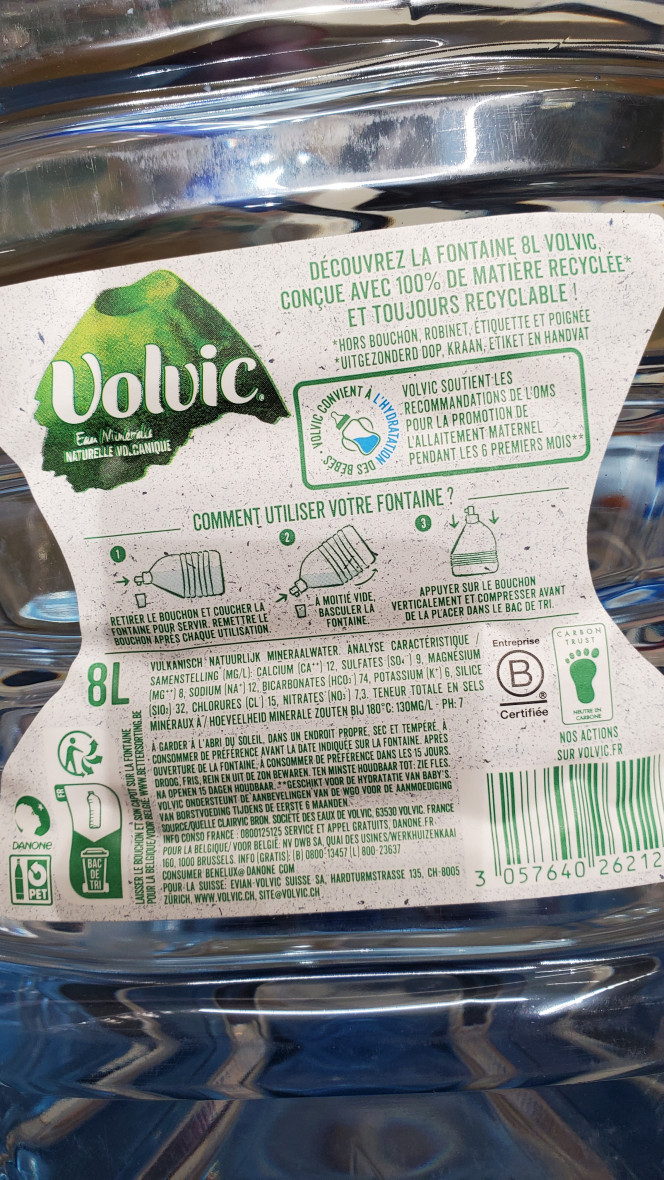 DÉCOUVREZ LA FONTAINE 8L VOLVIC,
CONÇUE AVEC 100% DE MATIÈRE RECYCLÉE*
ET TOUJOURS RECYCLABLE !
*HORS BOUCHON, ROBINET, ÉTIQUETTE ET POIGNÉE
*UITGEZONDERD DOP, KRAAN, ETIKET EN HANDVAT
Volvic®
Eau Minérale
NATURELLE VOLCANIQUE
VOLVIC CONVIENT À L'HYDRATATION DES BÉBÉS
VOLVIC SOUTIENT LES
RECOMMANDATIONS DE L'OMS
POUR LA PROMOTION DE
L'ALLAITEMENT MATERNEL
PENDANT LES 6 PREMIERS MOIS**
COMMENT UTILISER VOTRE FONTAINE ?
1
RETIRER LE BOUCHON ET COUCHER LA
FONTAINE POUR SERVIR. REMETTRE LE
BOUCHON APRÈS CHAQUE UTILISATION.
2
À MOITIÉ VIDE,
BASCULER LA
FONTAINE.
3
APPUYER SUR LE BOUCHON
VERTICALEMENT ET COMPRESSER AVANT
DE LA PLACER DANS LE BAC DE TRI.
8L
VULKANISCH NATUURLIJK MINERAALWATER. ANALYSE CARACTÉRISTIQUE /
SAMENSTELLING (MG/L): CALCIUM (CA⁺⁺) 12, SULFATES (SO₄⁻) 9, MAGNÉSIUM
(MG⁺⁺) 8, SODIUM (NA⁺) 12, BICARBONATES (HCO₃⁻) 74, POTASSIUM (K⁺) 6, SILICE
(SIO₂) 32, CHLORURES (CL⁻) 15, NITRATES (NO₃⁻) 7,3. TENEUR TOTALE EN SELS
MINÉRAUX À / HOEVEELHEID MINERALE ZOUTEN BIJ 180°C: 130MG/L - PH: 7
À GARDER À L'ABRI DU SOLEIL, DANS UN ENDROIT PROPRE, SEC ET TEMPÉRÉ, À
CONSOMMER DE PRÉFÉRENCE AVANT LA DATE INDIQUÉE SUR LA FONTAINE. APRÈS
OUVERTURE DE LA FONTAINE, À CONSOMMER DE PRÉFÉRENCE DANS LES 15 JOURS.
DROOG, FRIS, REIN EN UIT DE ZON BEWAREN. TEN MINSTE HOUDBAAR TOT: ZIE FLES.
NA OPENEN 15 DAGEN HOUDBAAR. **GESCHIKT VOOR DE HYDRATATIE VAN BABY'S.
VOLVIC ONDERSTEUNT DE AANBEVELINGEN VAN DE WGO VOOR DE AANMOEDIGING
VAN BORSTVOEDING TIJDENS DE EERSTE 6 MAANDEN.
SOURCE/QUELLE CLAIRVIC BRON. SOCIÉTÉ DES EAUX DE VOLVIC, 63530 VOLVIC, FRANCE
INFO CONSO FRANCE : 0800125125 SERVICE ET APPEL GRATUITS, DANONE.FR
POUR LA BELGIQUE/ VOOR BELGIË: NV DWB SA, QUAI DES USINES/WERKHUIZENKAAI
160, 1000 BRUSSELS. INFO (GRATIS): (B) 0800-13457 (L) 800-23637
CONSUMER BENELUX@DANONE.COM
POUR LA SUISSE: EVIAN-VOLVIC SUISSE SA, HARDTURMSTRASSE 135, CH-8005
ZÜRICH, WWW.VOLVIC.CH, SITE@VOLVIC.CH
LAISSER LE BOUCHON ET SON CAPOT SUR LA FONTAINE
POUR LA BELGIQUE/VOOR BELGIË: WWW.BETTERSORTING.BE
FR
BAC
DE
TRI
DANONE
1
PET
Entreprise
B
®
Certifiée
CARBON
TRUST
NEUTRE EN
CARBONE
NOS ACTIONS
SUR VOLVIC.FR
3 057640 26212